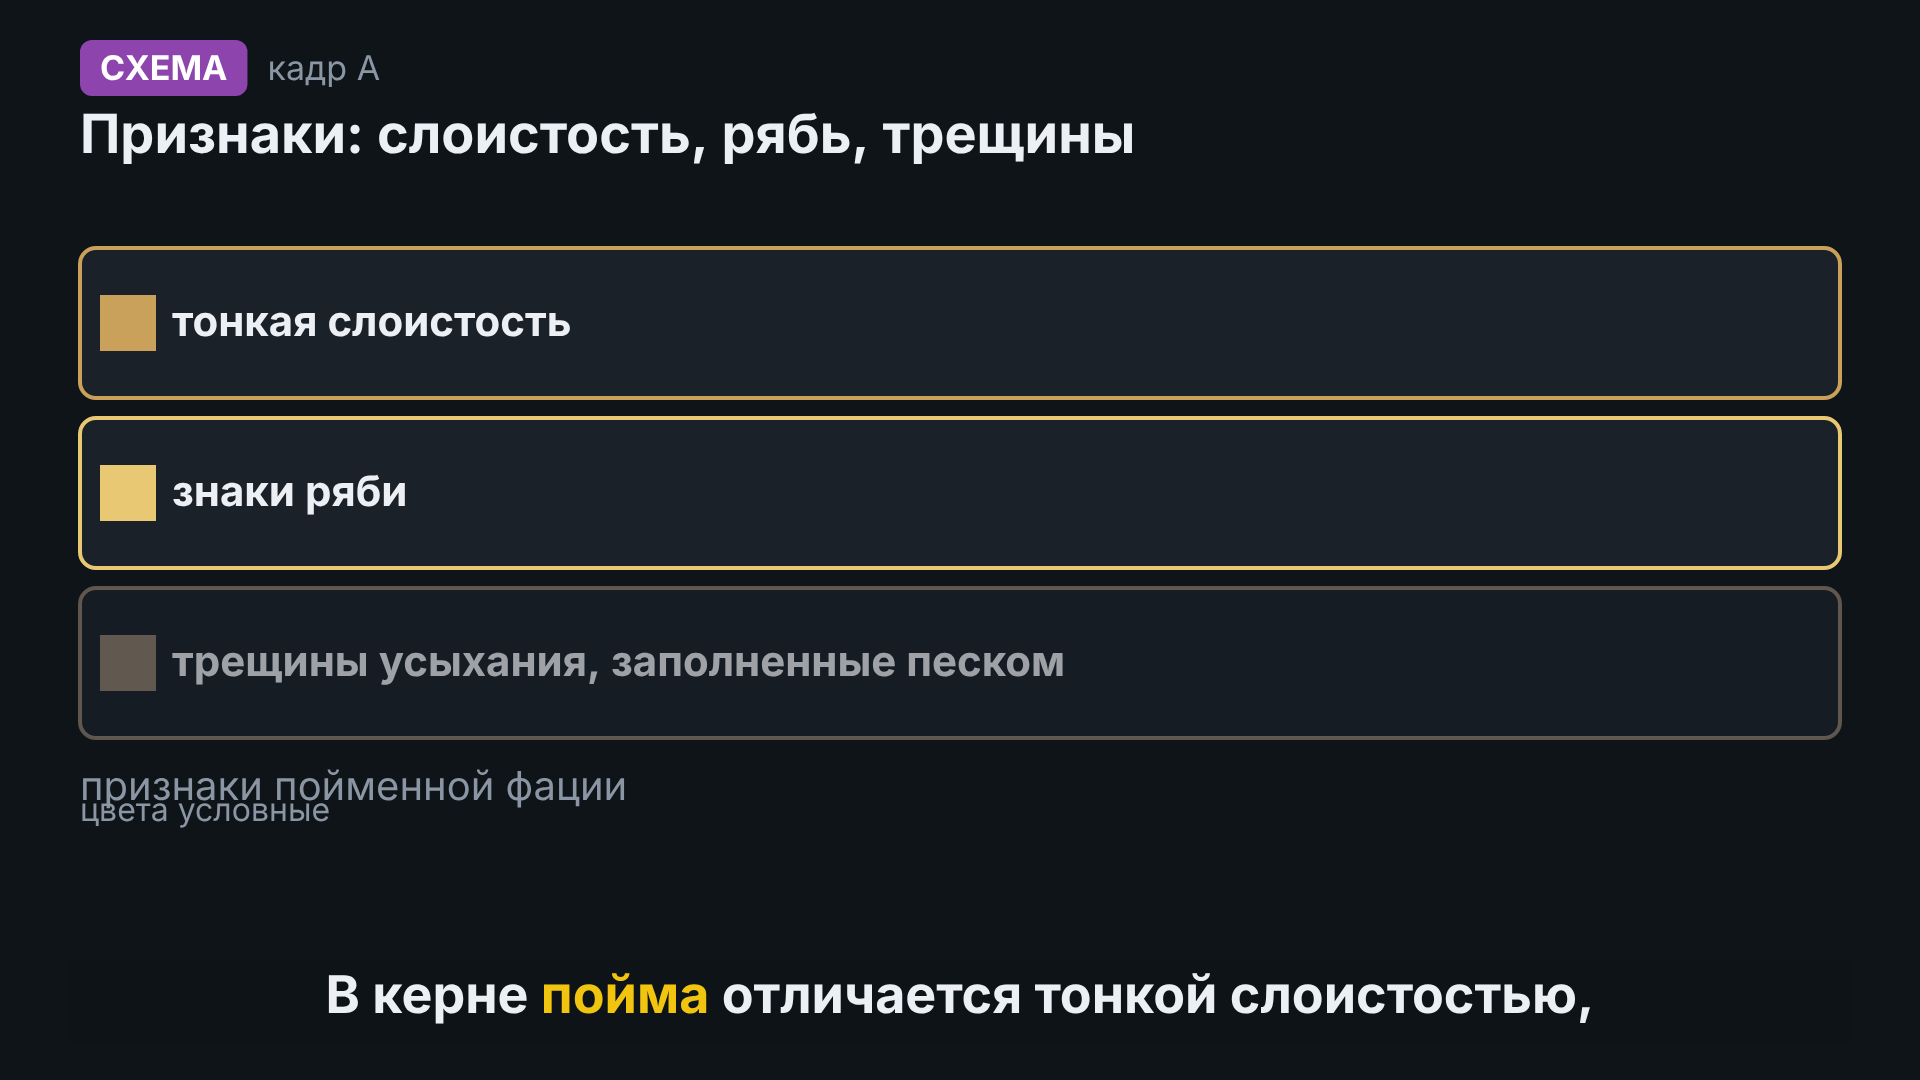 СХЕМА кадр А
Признаки: слоистость, рябь, трещины
тонкая слоистость
знаки ряби
трещины усыхания, заполненные песком
признаки пойменной фации
цвета условные
В керне пойма отличается тонкой слоистостью,